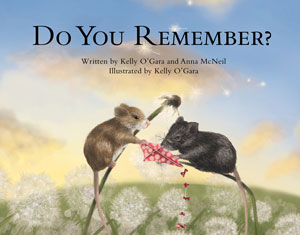 DO YOU REMEMBER?
Written by Kelly O'Gara and Anna McNeil
Illustrated by Kelly O'Gara